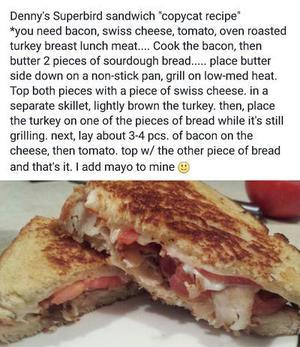 Denny's Superbird sandwich "copycat recipe"
*you need bacon, swiss cheese, tomato, oven roasted
turkey breast lunch meat.... Cook the bacon, then
butter 2 pieces of sourdough bread..... place butter
side down on a non-stick pan, grill on low-med heat.
Top both pieces with a piece of swiss cheese. in a
separate skillet, lightly brown the turkey. then, place
the turkey on one of the pieces of bread while it's still
grilling. next, lay about 3-4 pcs. of bacon on the
cheese, then tomato. top w/ the other piece of bread
and that's it. I add mayo to mine 🙂